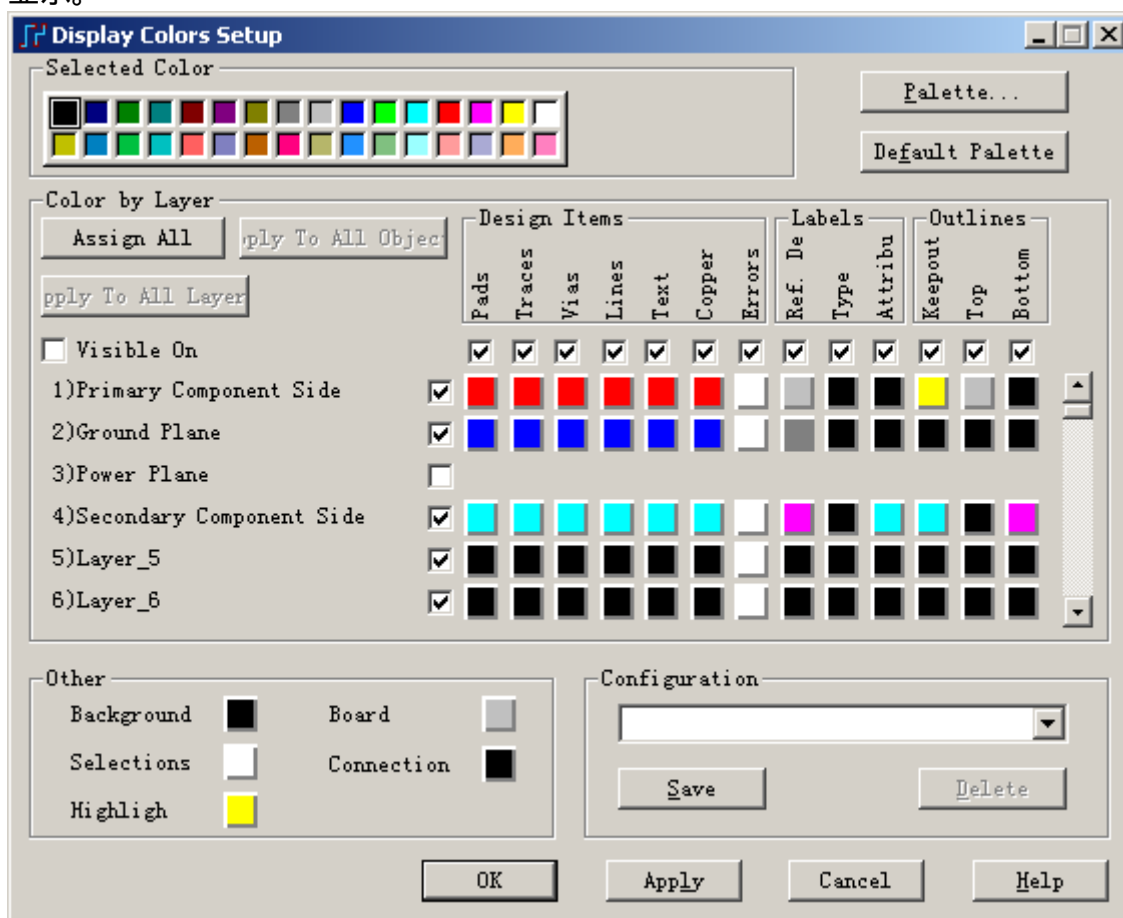 显示。
Display Colors Setup
Selected Color
Palette...
Default Palette
Color by Layer
Assign All
pply To All Objec
pply To All Layer
Design Items
Labels
Outlines
Pads
Traces
Vias
Lines
Text
Copper
Errors
Ref. De
Type
Attribu
Keepout
Top
Bottom
Visible On
1)Primary Component Side
2)Ground Plane
3)Power Plane
4)Secondary Component Side
5)Layer_5
6)Layer_6
Other
Background
Board
Selections
Connection
Highligh
Configuration
Save
Delete
OK
Apply
Cancel
Help